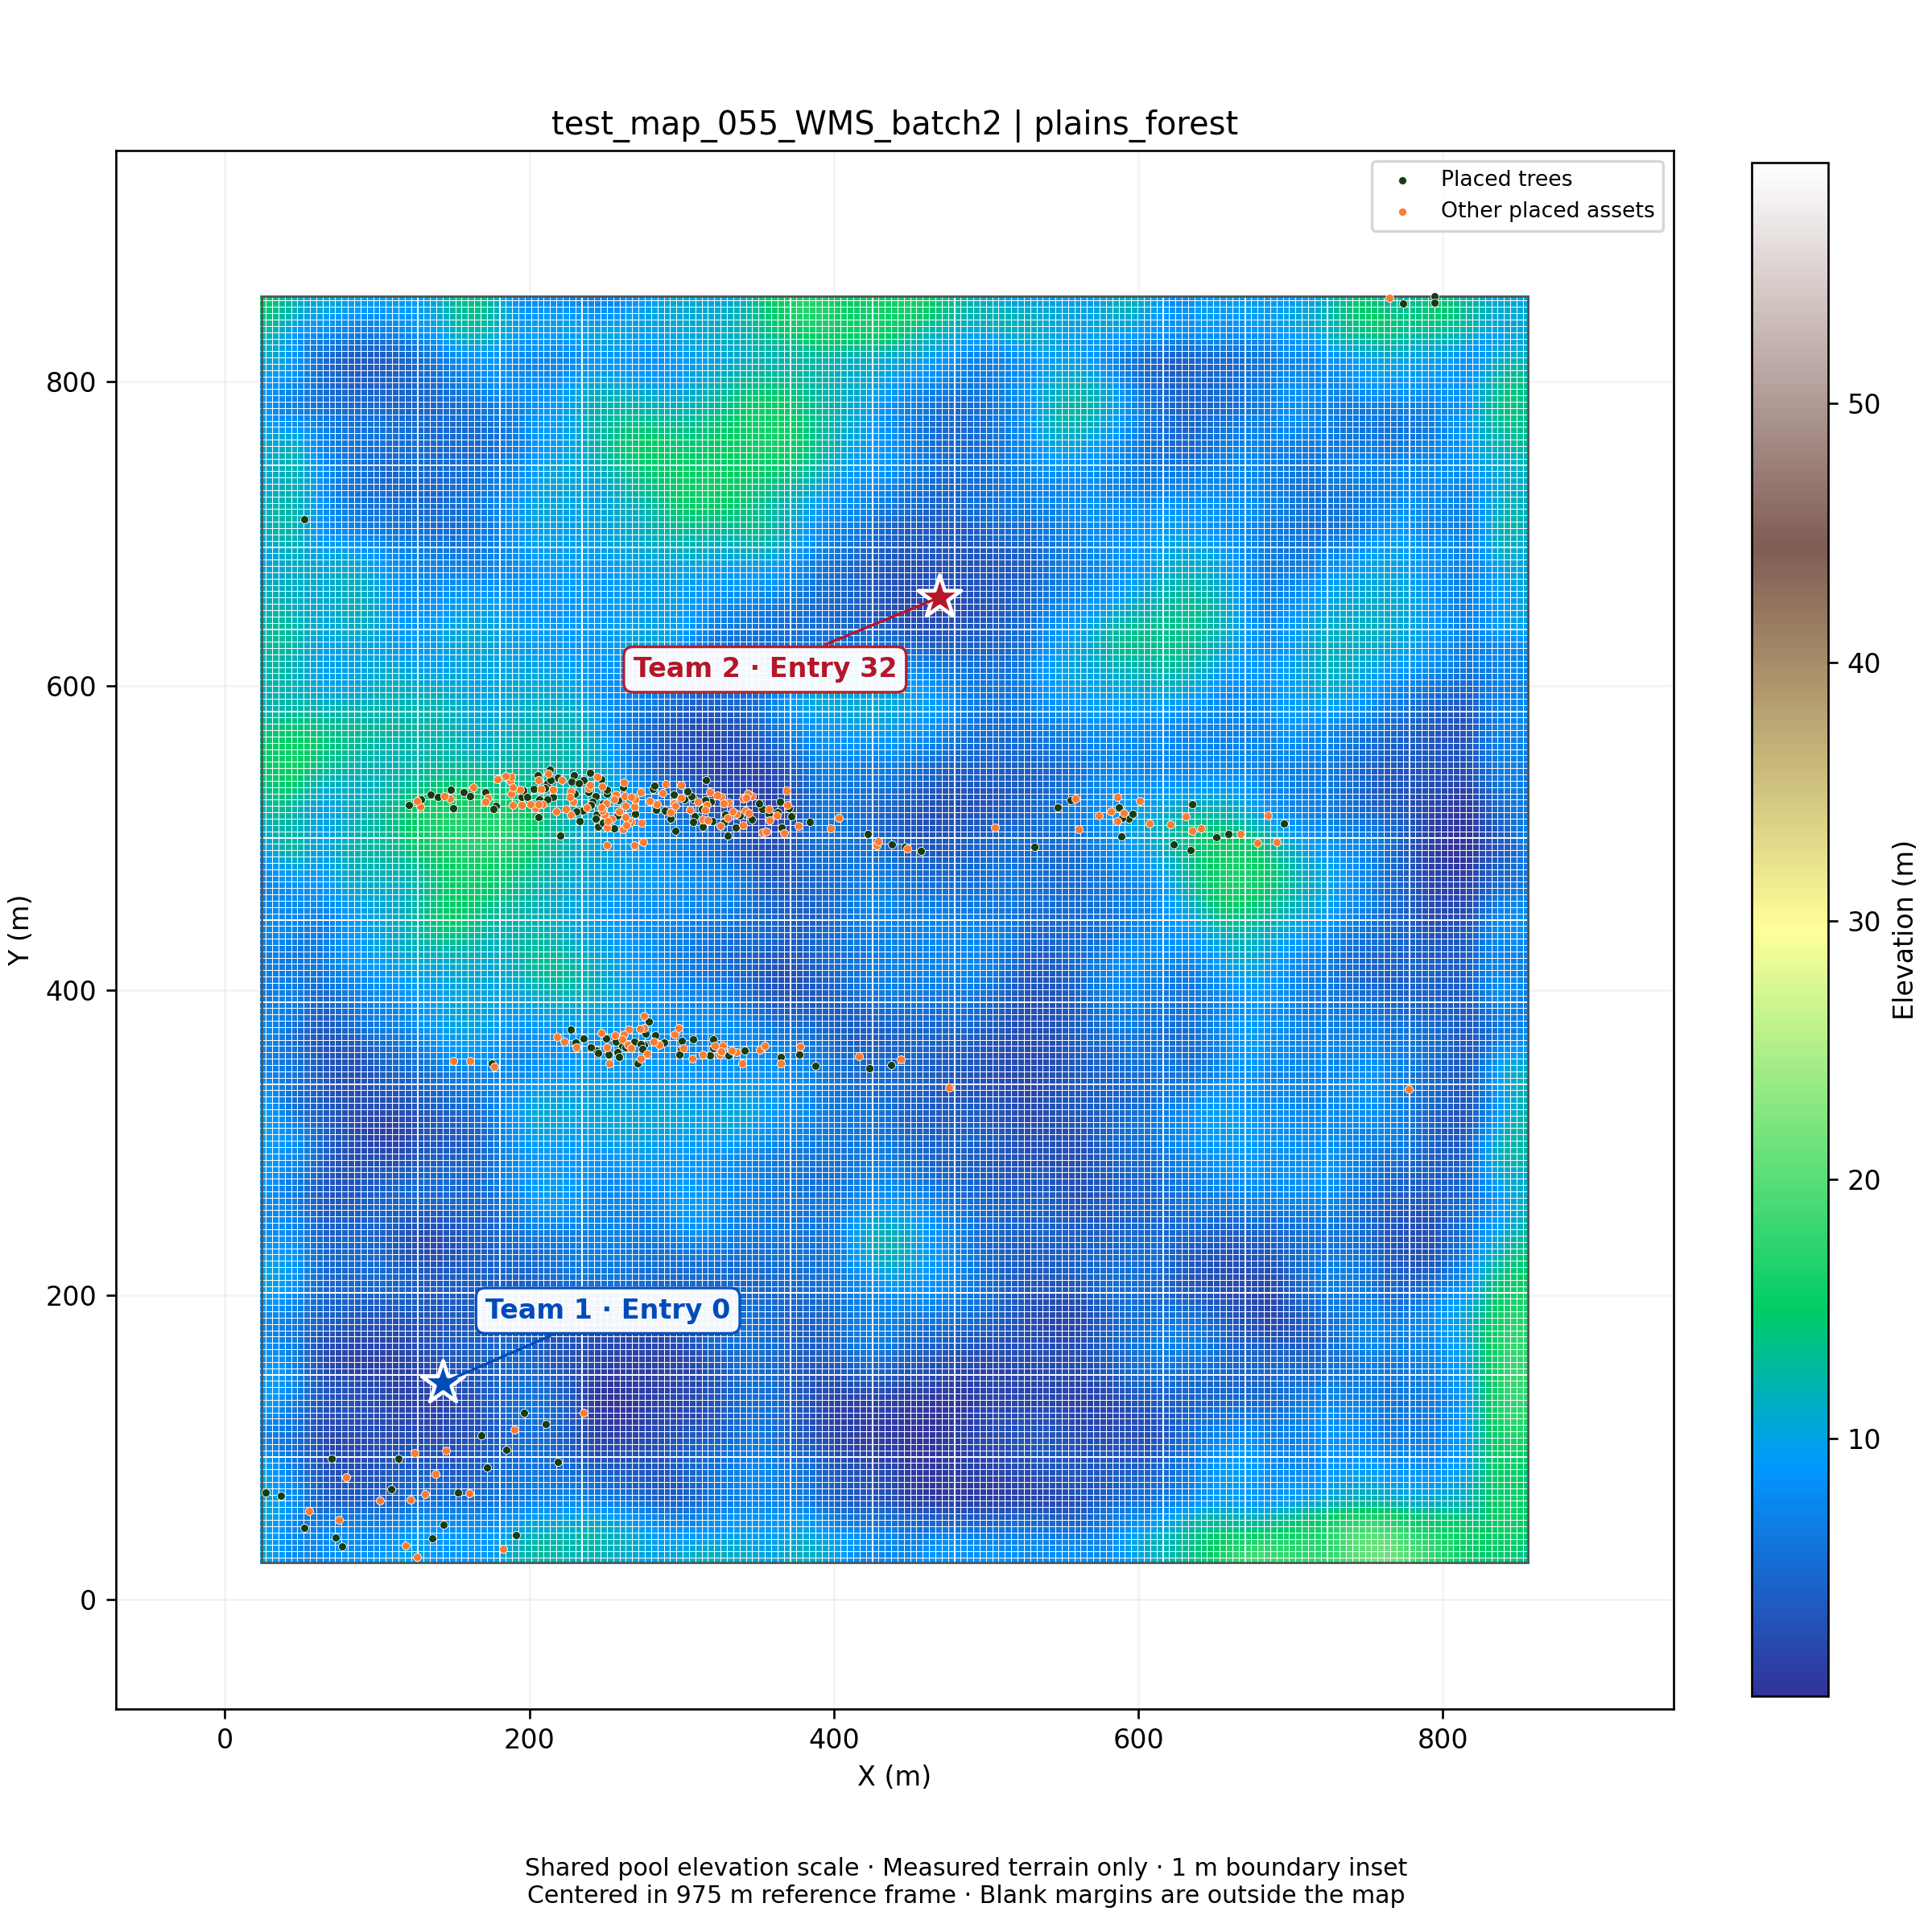 test_map_055_WMS_batch2 | plains_forest
Placed trees
Other placed assets
Team 2 · Entry 32
Team 1 · Entry 0
800
600
400
200
0
Y (m)
0
200
400
600
800
X (m)
50
40
30
20
10
Elevation (m)
Shared pool elevation scale · Measured terrain only · 1 m boundary inset
Centered in 975 m reference frame · Blank margins are outside the map